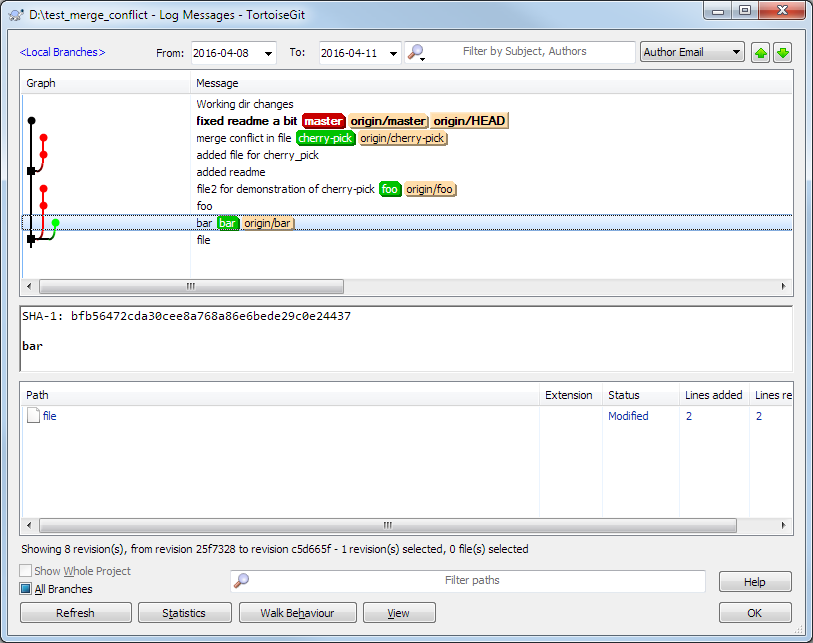 D:\test_merge_conflict - Log Messages - TortoiseGit
<Local Branches> From: 2016-04-08 To: 2016-04-11 Filter by Subject, Authors Author Email
Graph Message
Working dir changes
fixed readme a bit master origin/master origin/HEAD
merge conflict in file cherry-pick origin/cherry-pick
added file for cherry_pick
added readme
file2 for demonstration of cherry-pick foo origin/foo
foo
bar bar origin/bar
file
SHA-1: bfb56472cda30cee8a768a86e6bede29c0e24437
bar
Path Extension Status Lines added Lines re
file Modified 2 2
Showing 8 revision(s), from revision 25f7328 to revision c5d665f - 1 revision(s) selected, 0 file(s) selected
Show Whole Project
All Branches
Filter paths
Help
Refresh Statistics Walk Behaviour View OK